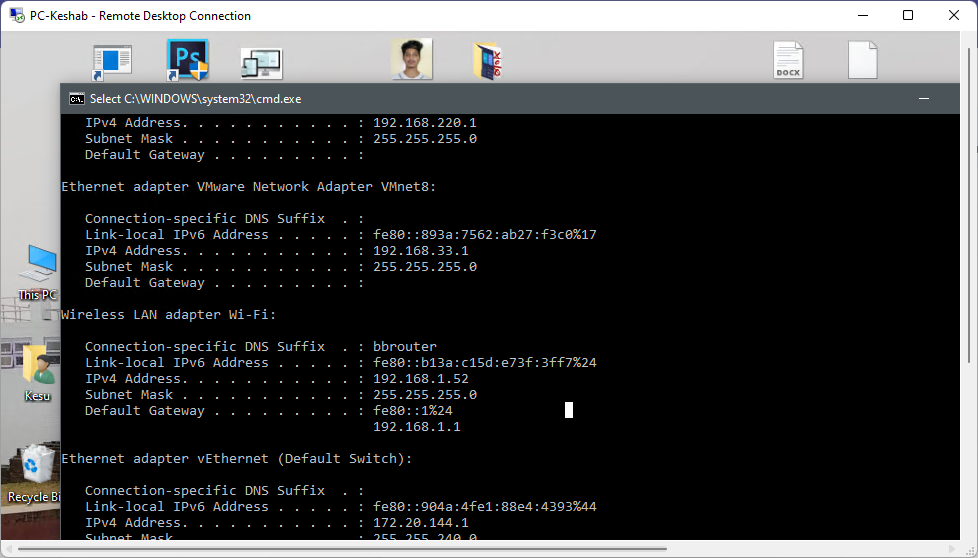 PC-Keshab - Remote Desktop Connection
Ps
DOCX
Select C:\WINDOWS\system32\cmd.exe
IPv4 Address. . . . . . . . . . . : 192.168.220.1
Subnet Mask . . . . . . . . . . . : 255.255.255.0
Default Gateway . . . . . . . . . :
Ethernet adapter VMware Network Adapter VMnet8:
Connection-specific DNS Suffix  . :
Link-local IPv6 Address . . . . . : fe80::893a:7562:ab27:f3c0%17
IPv4 Address. . . . . . . . . . . : 192.168.33.1
Subnet Mask . . . . . . . . . . . : 255.255.255.0
Default Gateway . . . . . . . . . :
This PC
Wireless LAN adapter Wi-Fi:
Connection-specific DNS Suffix  . : bbrouter
Link-local IPv6 Address . . . . . : fe80::b13a:c15d:e73f:3ff7%24
IPv4 Address. . . . . . . . . . . : 192.168.1.52
Subnet Mask . . . . . . . . . . . : 255.255.255.0
Kesu
Default Gateway . . . . . . . . . : fe80::1%24
192.168.1.1
Ethernet adapter vEthernet (Default Switch):
Connection-specific DNS Suffix  . :
Recycle Bi
Link-local IPv6 Address . . . . . : fe80::904a:4fe1:88e4:4393%44
IPv4 Address. . . . . . . . . . . : 172.20.144.1
Subnet Mask . . . . . . . . . . . : 255.255.240.0